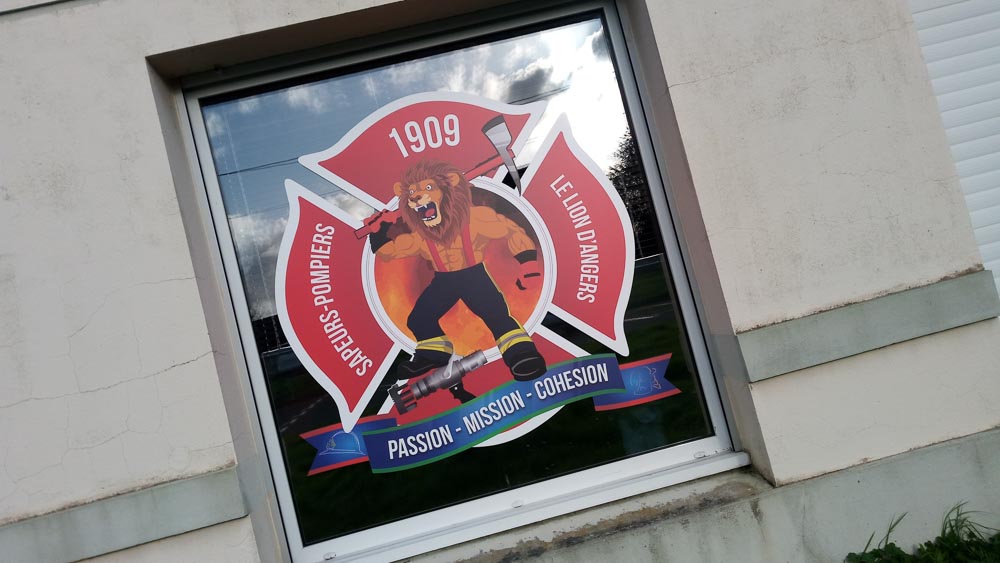 1909
SAPEURS-POMPIERS
LE LION D'ANGERS
PASSION - MISSION - COHESION